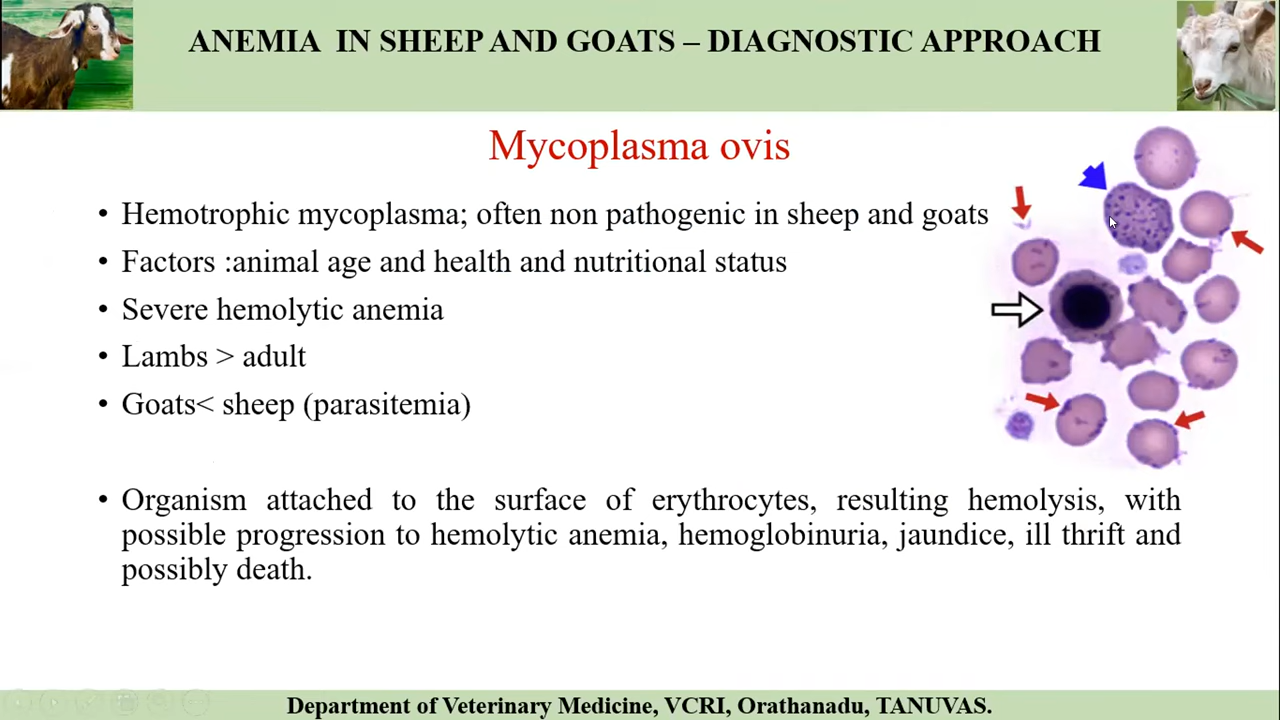 ANEMIA IN SHEEP AND GOATS – DIAGNOSTIC APPROACH
Mycoplasma ovis
• Hemotrophic mycoplasma; often non pathogenic in sheep and goats
• Factors :animal age and health and nutritional status
• Severe hemolytic anemia
• Lambs > adult
• Goats< sheep (parasitemia)
• Organism attached to the surface of erythrocytes, resulting hemolysis, with
possible progression to hemolytic anemia, hemoglobinuria, jaundice, ill thrift and
possibly death.
Department of Veterinary Medicine, VCRI, Orathanadu, TANUVAS.